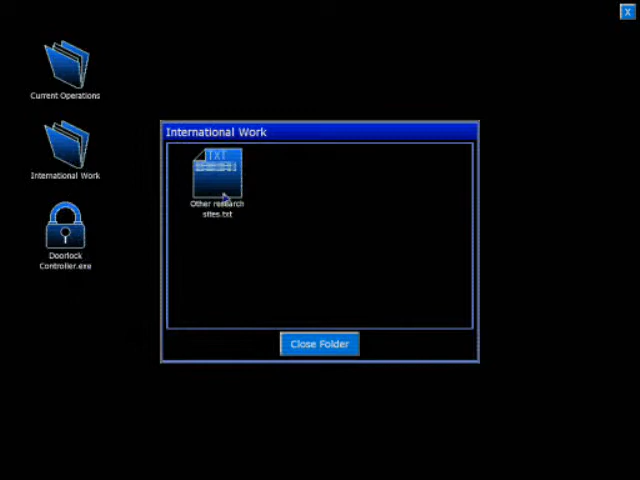 X
Current Operations
International Work
Doorlock
Controller.exe
International Work
TXT
Other research
sites.txt
Close Folder